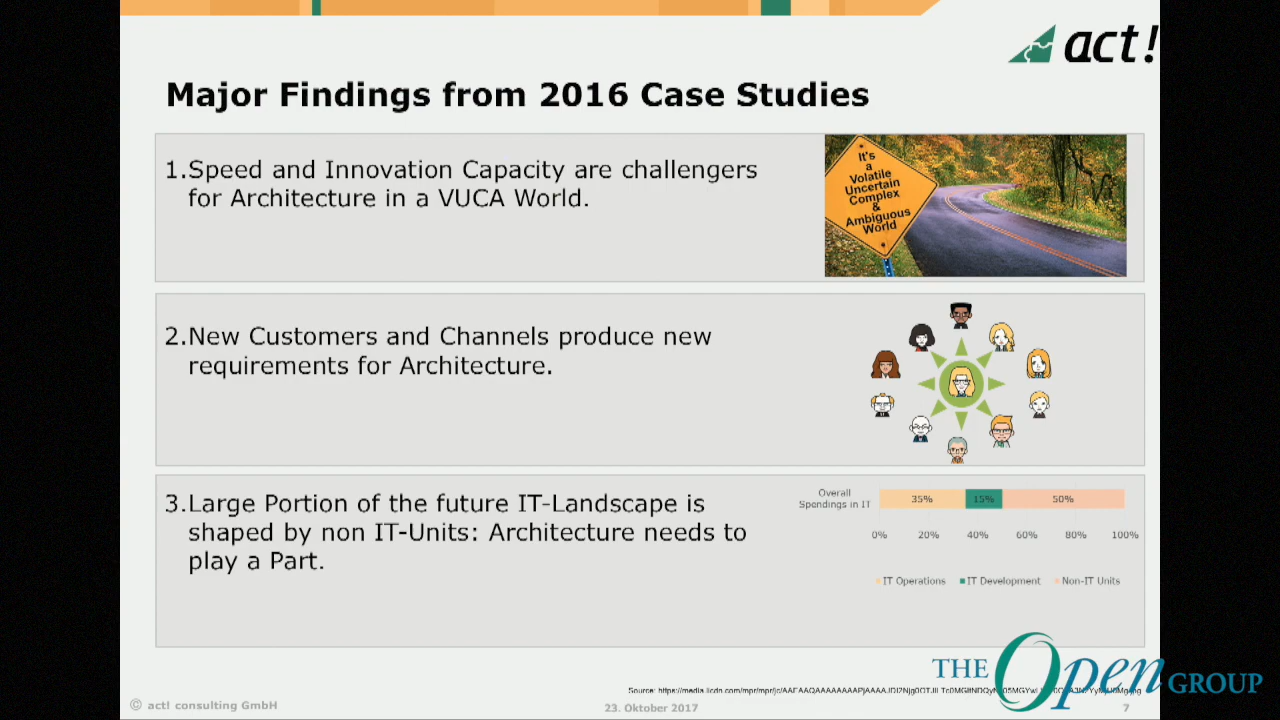 act!
Major Findings from 2016 Case Studies
1.Speed and Innovation Capacity are challengers
for Architecture in a VUCA World.
It's
a
Volatile
Uncertain
Complex
&
Ambiguous
World
2.New Customers and Channels produce new
requirements for Architecture.
3.Large Portion of the future IT-Landscape is
shaped by non IT-Units: Architecture needs to
play a Part.
Overall
Spendings in IT
35% 15% 50%
0% 20% 40% 60% 80% 100%
IT Operations IT Development Non-IT Units
THE Open GROUP
Source:
© act! consulting GmbH 23. Oktober 2017 7